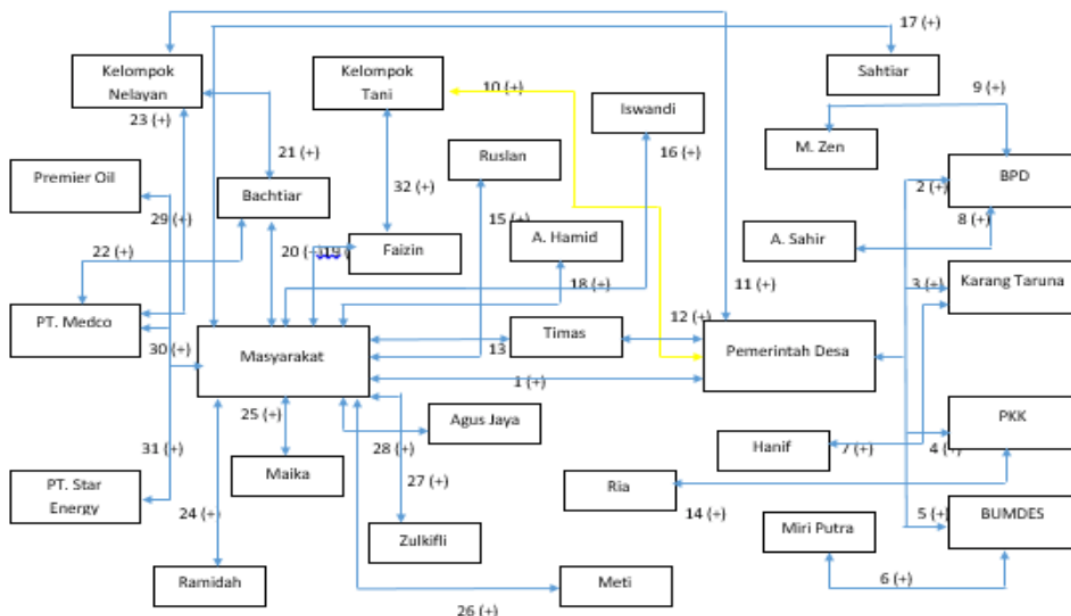 17 (+)
Kelompok
Nelayan
Kelompok
Tani
Sahtiar
10 (+)
9 (+)
Iswandi
23 (+)
M. Zen
21 (+)
Ruslan
16 (+)
Premier Oil
BPD
Bachtiar
32 (+)
2 (+)
29 (+)
15 (+)
8 (+)
A. Hamid
A. Sahir
22 (+)
20 (+)
19 (
Faizin
18 (+)
11 (+)
3 (+)
Karang Taruna
PT. Medco
12 (+)
Timas
30 (+)
Masyarakat
13
Pemerintah Desa
1 (+)
25 (+)
Agus Jaya
PKK
31 (+)
28 (+)
Hanif
7 (+)
4 (+)
Maika
PT. Star
Energy
27 (+)
Ria
24 (+)
14 (+)
5 (+)
BUMDES
Miri Putra
Zulkifli
Ramidah
Meti
6 (+)
26 (+)